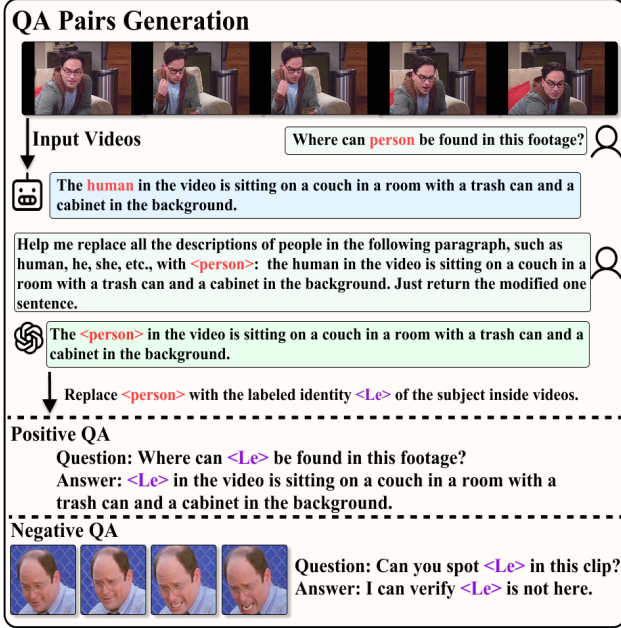 QA Pairs Generation
Input Videos
Where can person be found in this footage?
The human in the video is sitting on a couch in a room with a trash can and a
cabinet in the background.
Help me replace all the descriptions of people in the following paragraph, such as
human, he, she, etc., with <person>: the human in the video is sitting on a couch in a
room with a trash can and a cabinet in the background. Just return the modified one
sentence.
The <person> in the video is sitting on a couch in a room with a trash can and a
cabinet in the background.
Replace <person> with the labeled identity <Le> of the subject inside videos.
Positive QA
Question: Where can <Le> be found in this footage?
Answer: <Le> in the video is sitting on a couch in a room with a
trash can and a cabinet in the background.
Negative QA
Question: Can you spot <Le> in this clip?
Answer: I can verify <Le> is not here.